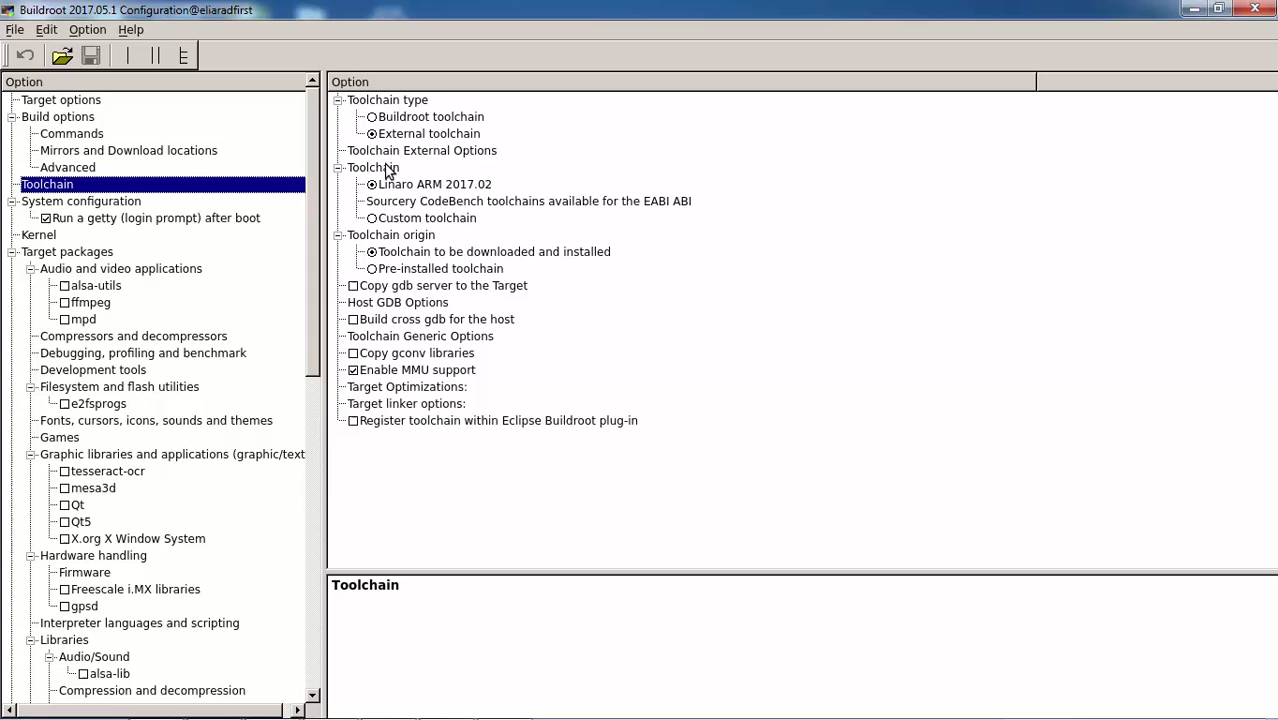 Buildroot 2017.05.1 Configuration@eliaradfirst
File Edit Option Help
Option
Target options
Build options
Commands
Mirrors and Download locations
Advanced
Toolchain
System configuration
Run a getty (login prompt) after boot
Kernel
Target packages
Audio and video applications
alsa-utils
ffmpeg
mpd
Compressors and decompressors
Debugging, profiling and benchmark
Development tools
Filesystem and flash utilities
e2fsprogs
Fonts, cursors, icons, sounds and themes
Games
Graphic libraries and applications (graphic/text
tesseract-ocr
mesa3d
Qt
Qt5
X.org X Window System
Hardware handling
Firmware
Freescale i.MX libraries
gpsd
Interpreter languages and scripting
Libraries
Audio/Sound
alsa-lib
Compression and decompression
Option
Toolchain type
Buildroot toolchain
External toolchain
Toolchain External Options
Toolchain
Linaro ARM 2017.02
Sourcery CodeBench toolchains available for the EABI ABI
Custom toolchain
Toolchain origin
Toolchain to be downloaded and installed
Pre-installed toolchain
Copy gdb server to the Target
Host GDB Options
Build cross gdb for the host
Toolchain Generic Options
Copy gconv libraries
Enable MMU support
Target Optimizations:
Target linker options:
Register toolchain within Eclipse Buildroot plug-in
Toolchain